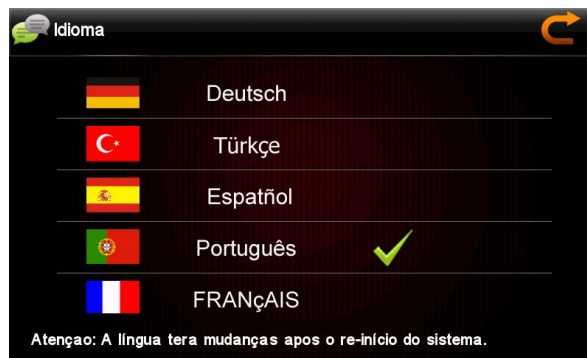 Idioma
Deutsch
Türkçe
Espatñol
Português
FRANçAIS
Atençao: A língua tera mudanças apos o re-início do sistema.